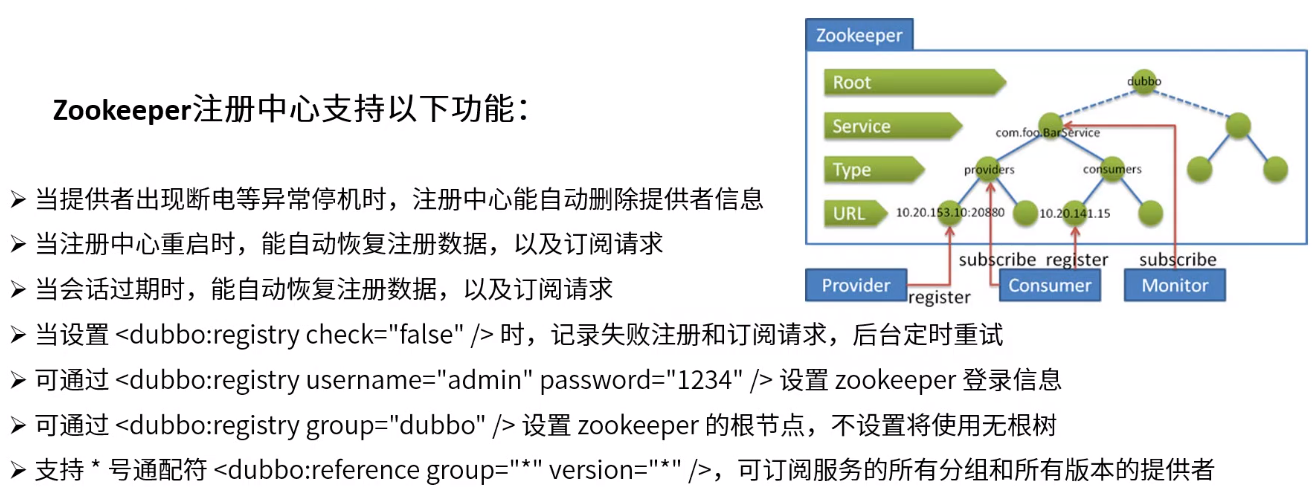 Zookeeper注册中心支持以下功能：
➢ 当提供者出现断电等异常停机时，注册中心能自动删除提供者信息
➢ 当注册中心重启时，能自动恢复注册数据，以及订阅请求
➢ 当会话过期时，能自动恢复注册数据，以及订阅请求
➢ 当设置 <dubbo:registry check="false" /> 时，记录失败注册和订阅请求，后台定时重试
➢ 可通过 <dubbo:registry username="admin" password="1234" /> 设置 zookeeper 登录信息
➢ 可通过 <dubbo:registry group="dubbo" /> 设置 zookeeper 的根节点，不设置将使用无根树
➢ 支持 * 号通配符 <dubbo:reference group="*" version="*" />，可订阅服务的所有分组和所有版本的提供者
Zookeeper
Root
dubbo
Service
com.foo.BarService
Type
providers
consumers
URL
10.20.153.10:20880
10.20.141.15
subscribe
register
subscribe
Provider
register
Consumer
Monitor